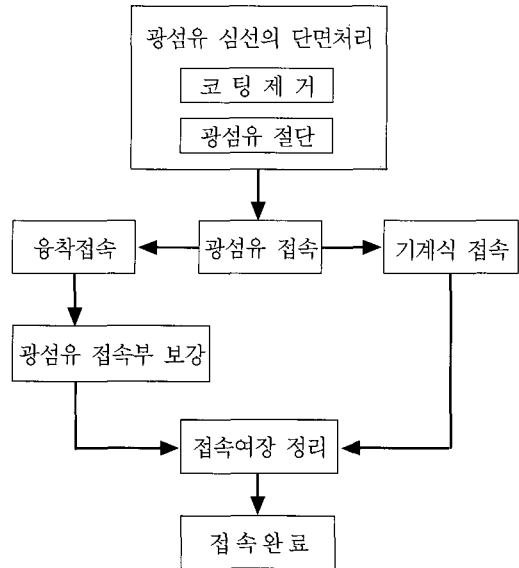 광섬유 심선의 단면처리
코 팅 제 거
광섬유 절단
융착접속
광섬유 접속
기계식 접속
광섬유 접속부 보강
접속여장 정리
접속완료